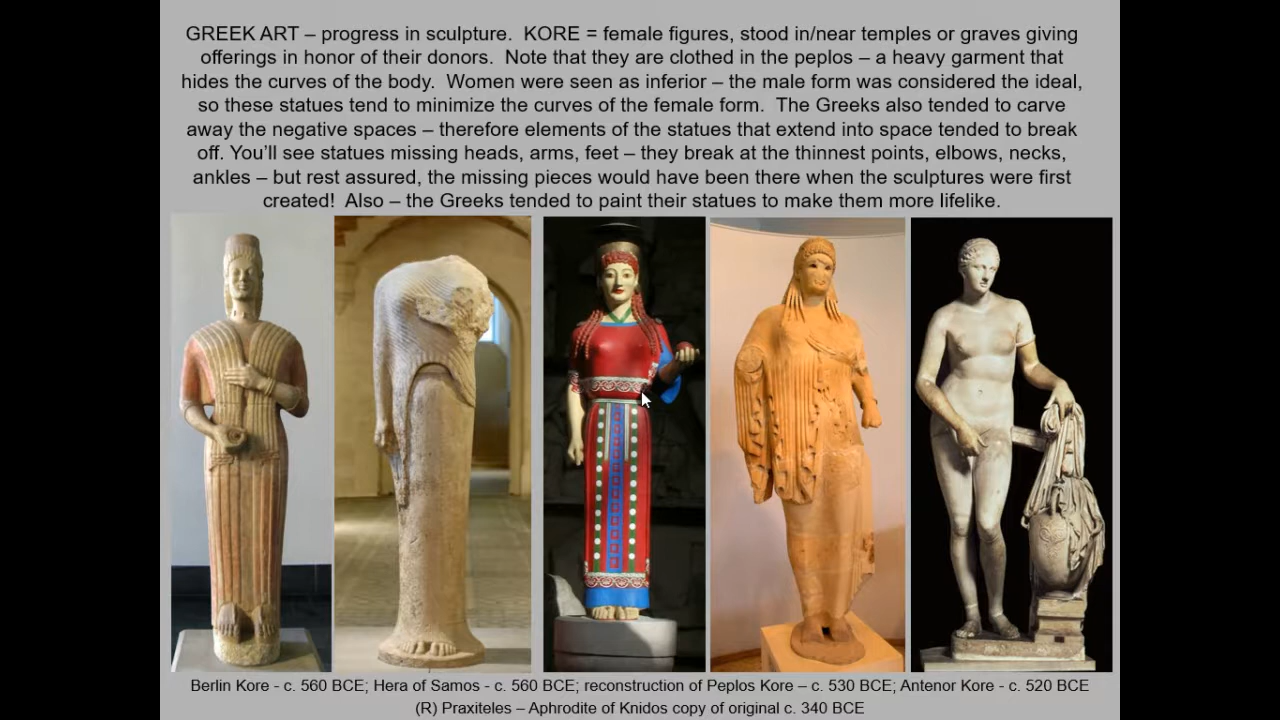 GREEK ART – progress in sculpture.  KORE = female figures, stood in/near temples or graves giving
offerings in honor of their donors.  Note that they are clothed in the peplos – a heavy garment that
hides the curves of the body.  Women were seen as inferior – the male form was considered the ideal,
so these statues tend to minimize the curves of the female form.  The Greeks also tended to carve
away the negative spaces – therefore elements of the statues that extend into space tended to break
off. You'll see statues missing heads, arms, feet – they break at the thinnest points, elbows, necks,
ankles – but rest assured, the missing pieces would have been there when the sculptures were first
created!  Also – the Greeks tended to paint their statues to make them more lifelike.
Berlin Kore - c. 560 BCE; Hera of Samos - c. 560 BCE; reconstruction of Peplos Kore – c. 530 BCE; Antenor Kore - c. 520 BCE
(R) Praxiteles – Aphrodite of Knidos copy of original c. 340 BCE